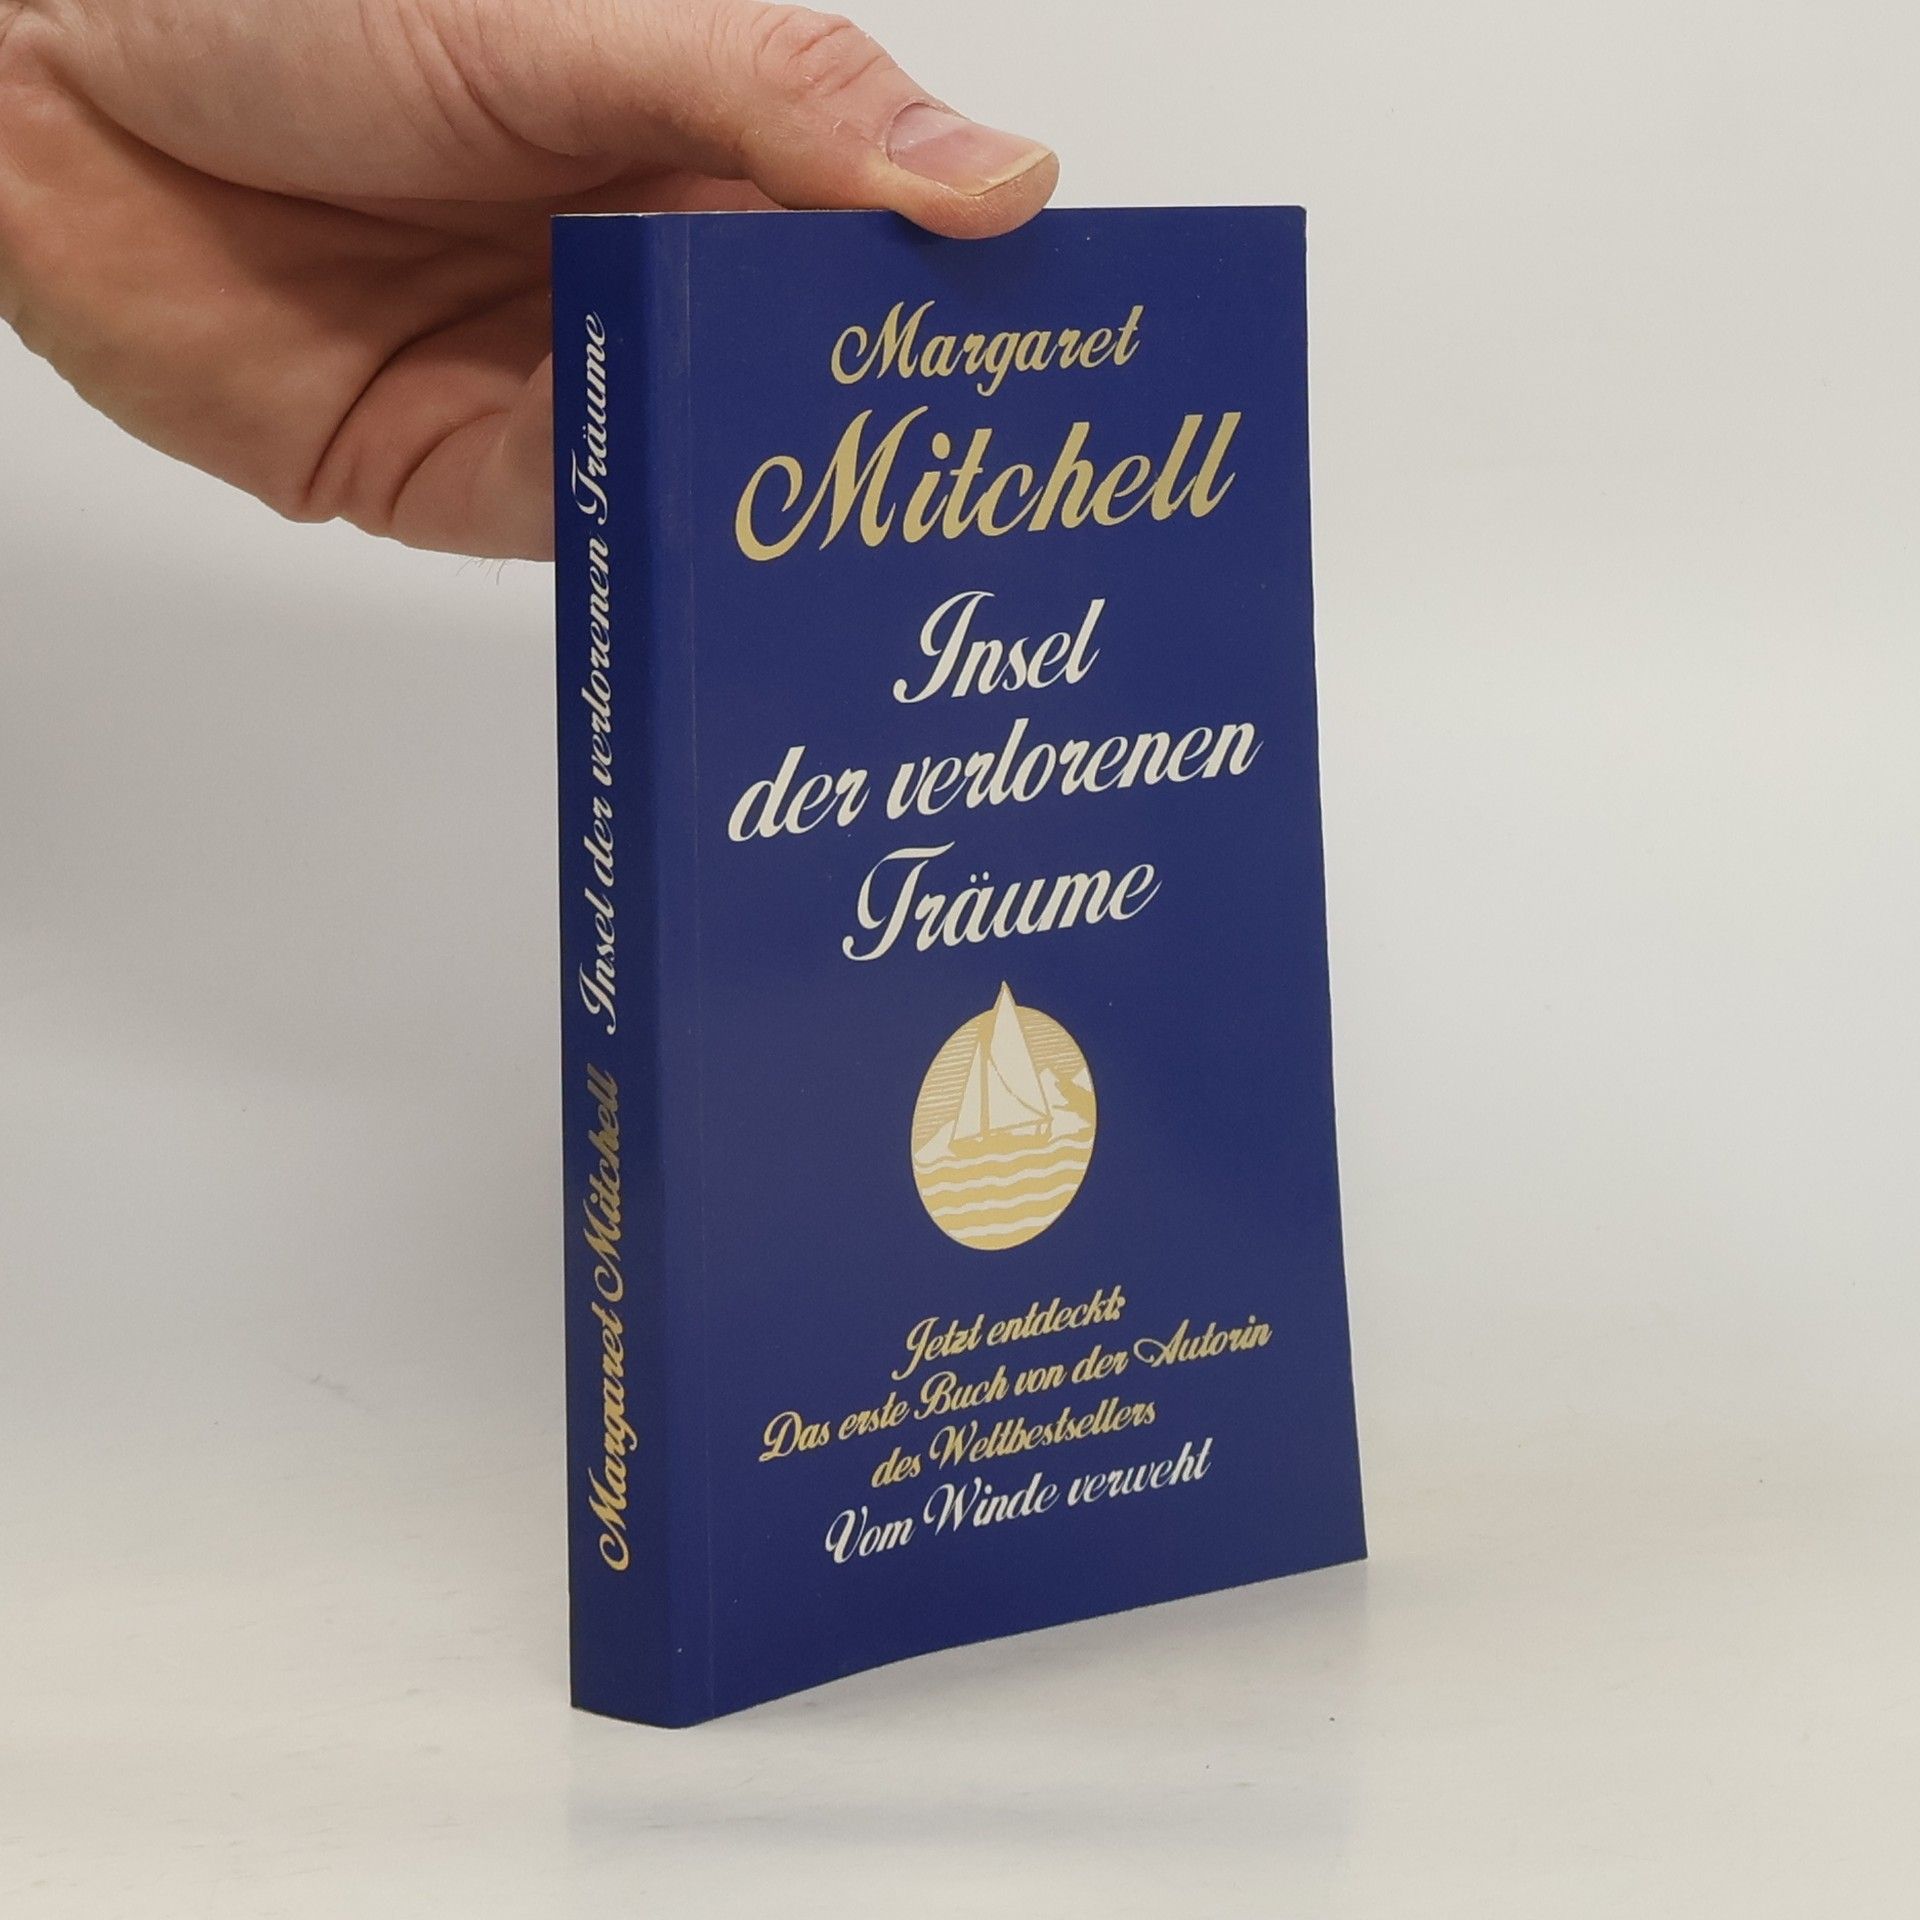 Margaret Mitchell Insel der verlorenen Träume
Margaret
Mitchell
Insel
der verlorenen
Träume
Jetzt entdeckt:
Das erste Buch von der Autorin
des Weltbestsellers
Vom Winde verweht